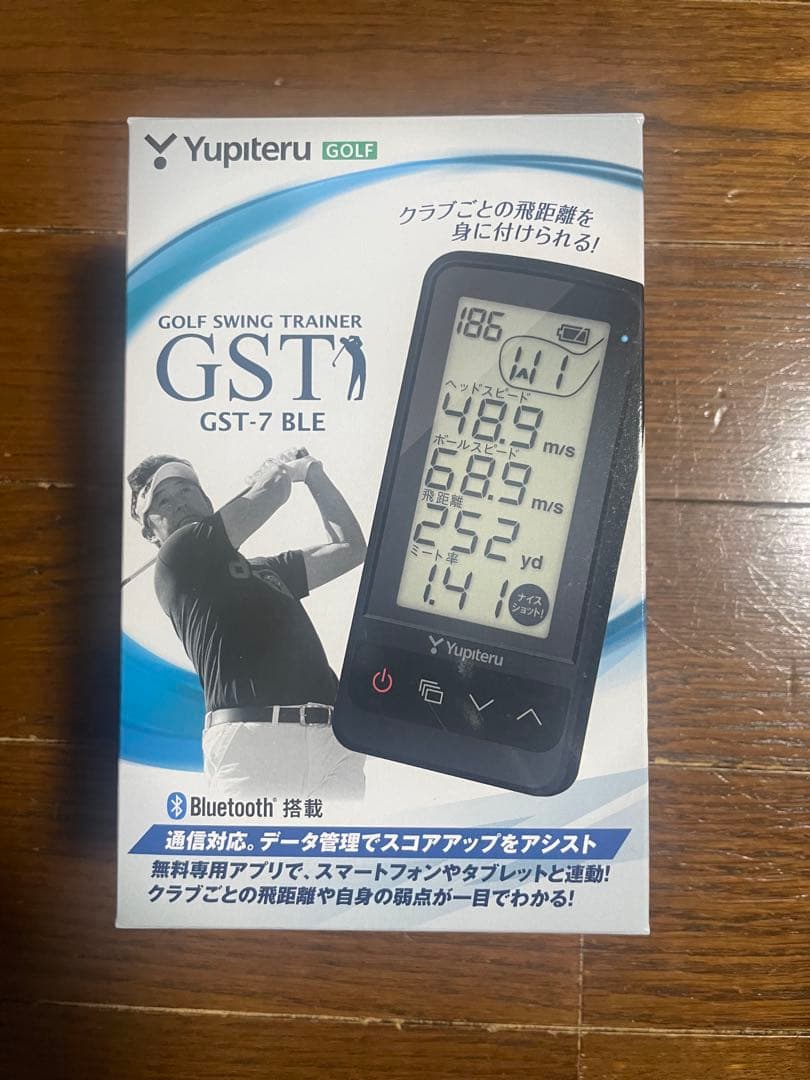 Yupiteru GOLF
クラブごとの飛距離を
身に付けられる!
GOLF SWING TRAINER
GST
GST-7 BLE
186
W1
ヘッドスピード
48.9 m/s
ボールスピード
68.9 m/s
飛距離
252 yd
ミート率
1.41 ナイス
ショット!
Yupiteru
Bluetooth® 搭載
通信対応。データ管理でスコアアップをアシスト
無料専用アプリで、スマートフォンやタブレットと連動!
クラブごとの飛距離や自身の弱点が一目でわかる!